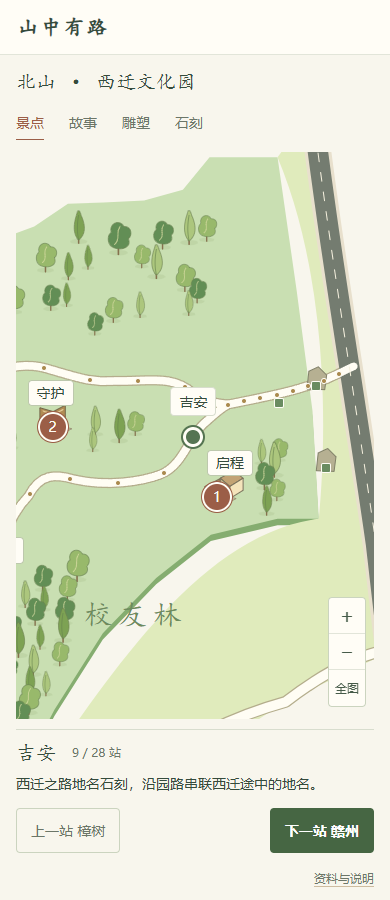 山中有路
北山 • 西迁文化园
景点 故事 雕塑 石刻
守护
吉安
2
启程
1
校友林
+
−
全图
吉安 9 / 28 站
西迁之路地名石刻，沿园路串联西迁途中的地名。
上一站 樟树 下一站 赣州
资料与说明